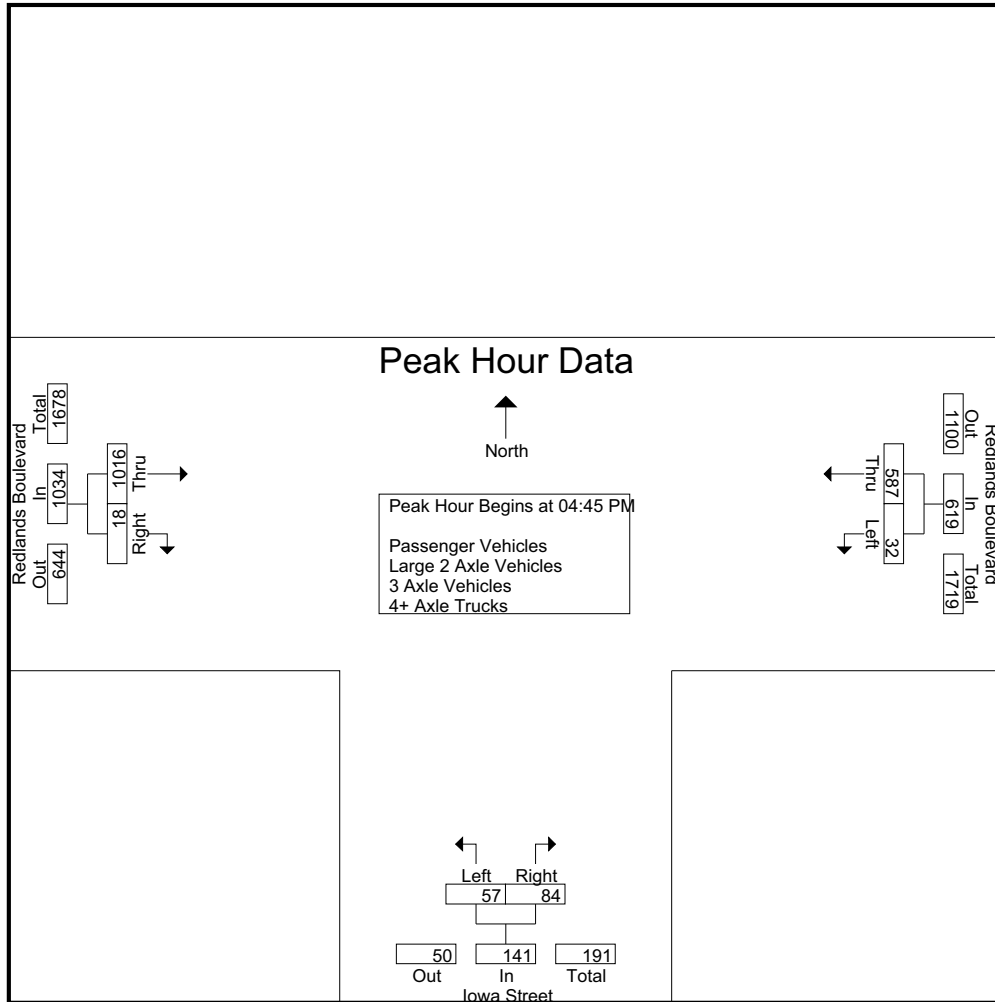 Peak Hour Data
North
Peak Hour Begins at 04:45 PM
Passenger Vehicles
Large 2 Axle Vehicles
3 Axle Vehicles
4+ Axle Trucks
Redlands Boulevard
Total
1678
In
1034
Out
644
1016
Thru
18
Right
Redlands Boulevard
Out
1100
In
619
Total
1719
587
Thru
32
Left
Left Right
57 84
50 141 191
Out In Total
Iowa Street